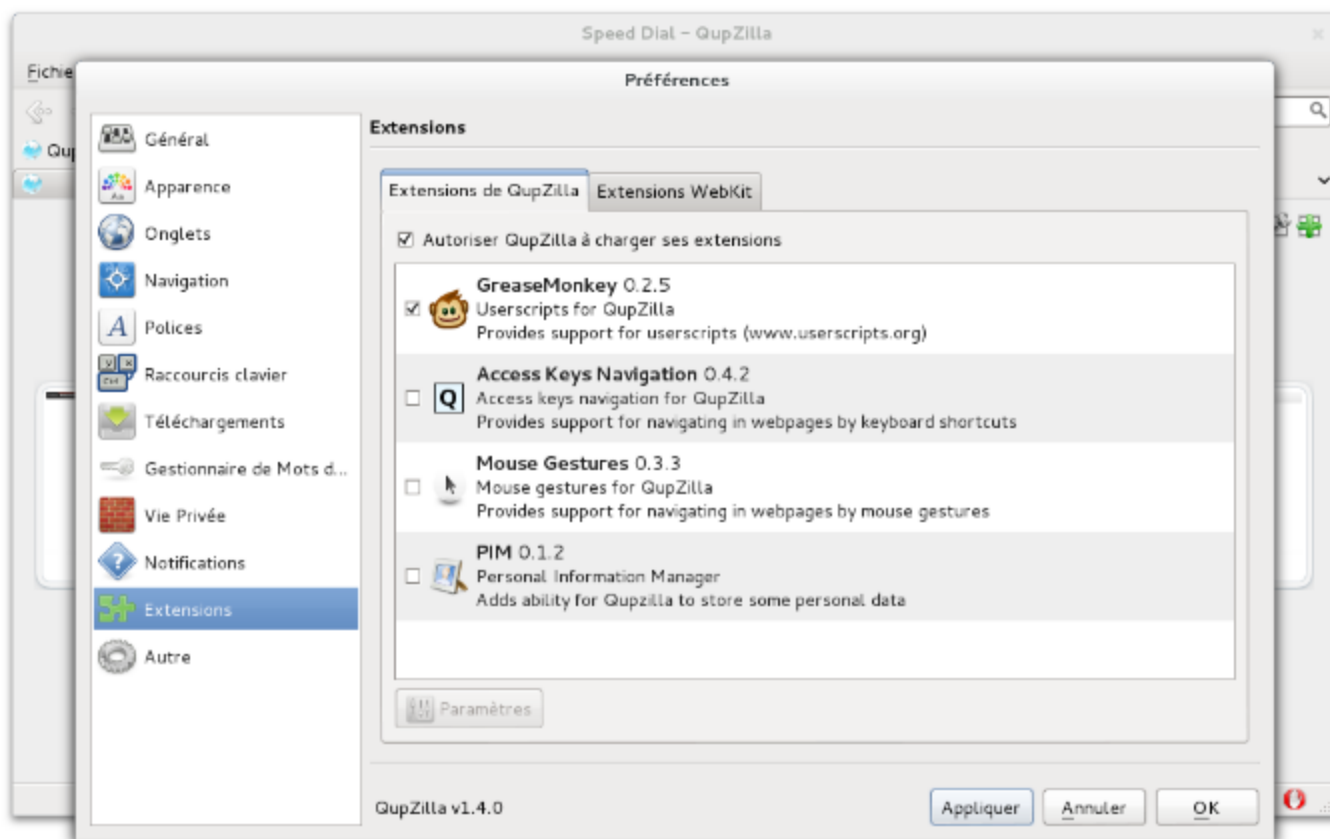 Speed Dial - QupZilla
Fichie
Préférences
Qup
Général
Apparence
Onglets
Navigation
Polices
Raccourcis clavier
Téléchargements
Gestionnaire de Mots d...
Vie Privée
Notifications
Extensions
Autre
Extensions
Extensions de QupZilla
Extensions WebKit
Autoriser QupZilla à charger ses extensions
GreaseMonkey 0.2.5
Userscripts for QupZilla
Provides support for userscripts (www.userscripts.org)
Access Keys Navigation 0.4.2
Access keys navigation for QupZilla
Provides support for navigating in webpages by keyboard shortcuts
Mouse Gestures 0.3.3
Mouse gestures for QupZilla
Provides support for navigating in webpages by mouse gestures
PIM 0.1.2
Personal Information Manager
Adds ability for Qupzilla to store some personal data
Paramètres
QupZilla v1.4.0
Appliquer
Annuler
OK